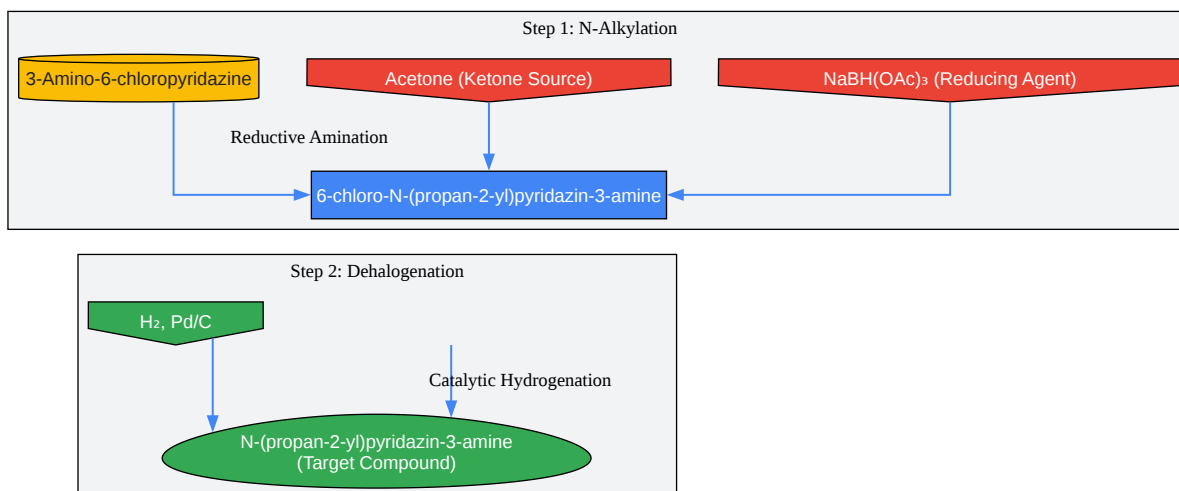 Step 1: N-Alkylation
3-Amino-6-chloropyridazine
Acetone (Ketone Source)
NaBH(OAc)₃ (Reducing Agent)
Reductive Amination
6-chloro-N-(propan-2-yl)pyridazin-3-amine
Step 2: Dehalogenation
H₂, Pd/C
Catalytic Hydrogenation
N-(propan-2-yl)pyridazin-3-amine
(Target Compound)